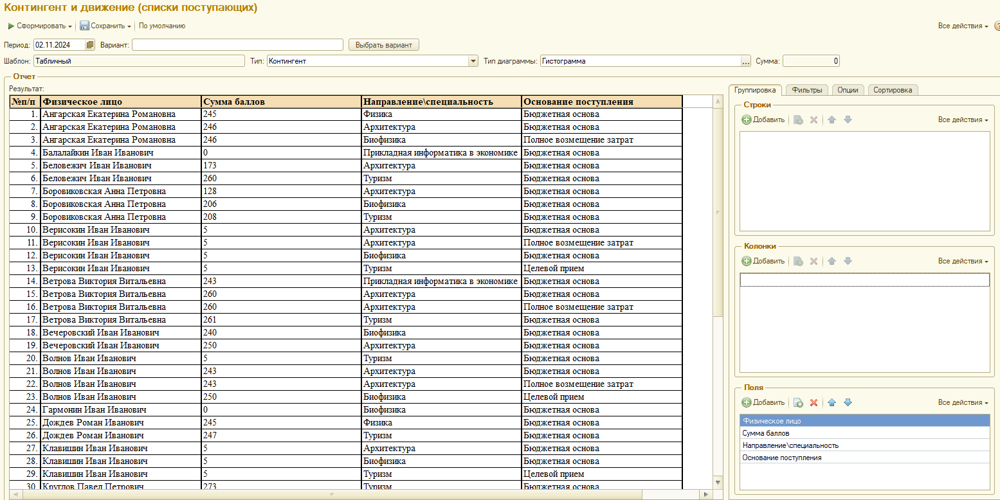 Контингент и движение (списки поступающих)
Сформировать Сохранить По умолчанию Все действия ?
Период: 02.11.2024 Вариант: Выбрать вариант
Шаблон: Табличный Тип: Контингент Тип диаграммы: Гистограмма ... Сумма: 0
Отчет
Результат:
№п/п Физическое лицо Сумма баллов Направление\специальность Основание поступления
1. Ангарская Екатерина Романовна 245 Физика Бюджетная основа
2. Ангарская Екатерина Романовна 246 Архитектура Бюджетная основа
3. Ангарская Екатерина Романовна 246 Биофизика Полное возмещение затрат
4. Балалайкин Иван Иванович 0 Прикладная информатика в экономике Бюджетная основа
5. Беловежич Иван Иванович 173 Архитектура Бюджетная основа
6. Беловежич Иван Иванович 260 Туризм Бюджетная основа
7. Боровиковская Анна Петровна 128 Архитектура Бюджетная основа
8. Боровиковская Анна Петровна 206 Биофизика Бюджетная основа
9. Боровиковская Анна Петровна 208 Туризм Бюджетная основа
10. Верисокин Иван Иванович 5 Архитектура Бюджетная основа
11. Верисокин Иван Иванович 5 Архитектура Полное возмещение затрат
12. Верисокин Иван Иванович 5 Биофизика Бюджетная основа
13. Верисокин Иван Иванович 5 Туризм Целевой прием
14. Ветрова Виктория Витальевна 243 Прикладная информатика в экономике Бюджетная основа
15. Ветрова Виктория Витальевна 260 Архитектура Бюджетная основа
16. Ветрова Виктория Витальевна 260 Архитектура Полное возмещение затрат
17. Ветрова Виктория Витальевна 261 Туризм Бюджетная основа
18. Вечеровский Иван Иванович 240 Биофизика Бюджетная основа
19. Вечеровский Иван Иванович 250 Архитектура Бюджетная основа
20. Волнов Иван Иванович 5 Туризм Бюджетная основа
21. Волнов Иван Иванович 243 Архитектура Бюджетная основа
22. Волнов Иван Иванович 243 Архитектура Полное возмещение затрат
23. Волнов Иван Иванович 250 Биофизика Целевой прием
24. Гармонин Иван Иванович 0 Биофизика Бюджетная основа
25. Дождев Роман Иванович 245 Физика Бюджетная основа
26. Дождев Роман Иванович 247 Туризм Бюджетная основа
27. Клавишин Иван Иванович 5 Архитектура Бюджетная основа
28. Клавишин Иван Иванович 5 Биофизика Бюджетная основа
29. Клавишин Иван Иванович 5 Туризм Целевой прием
30. Круглов Павел Петрович 273 Туризм Бюджетная основа
Группировка Фильтры Опции Сортировка
Строки
Добавить Все действия
Колонки
Добавить Все действия
Поля
Добавить Все действия
Физическое лицо
Сумма баллов
Направление\специальность
Основание поступления